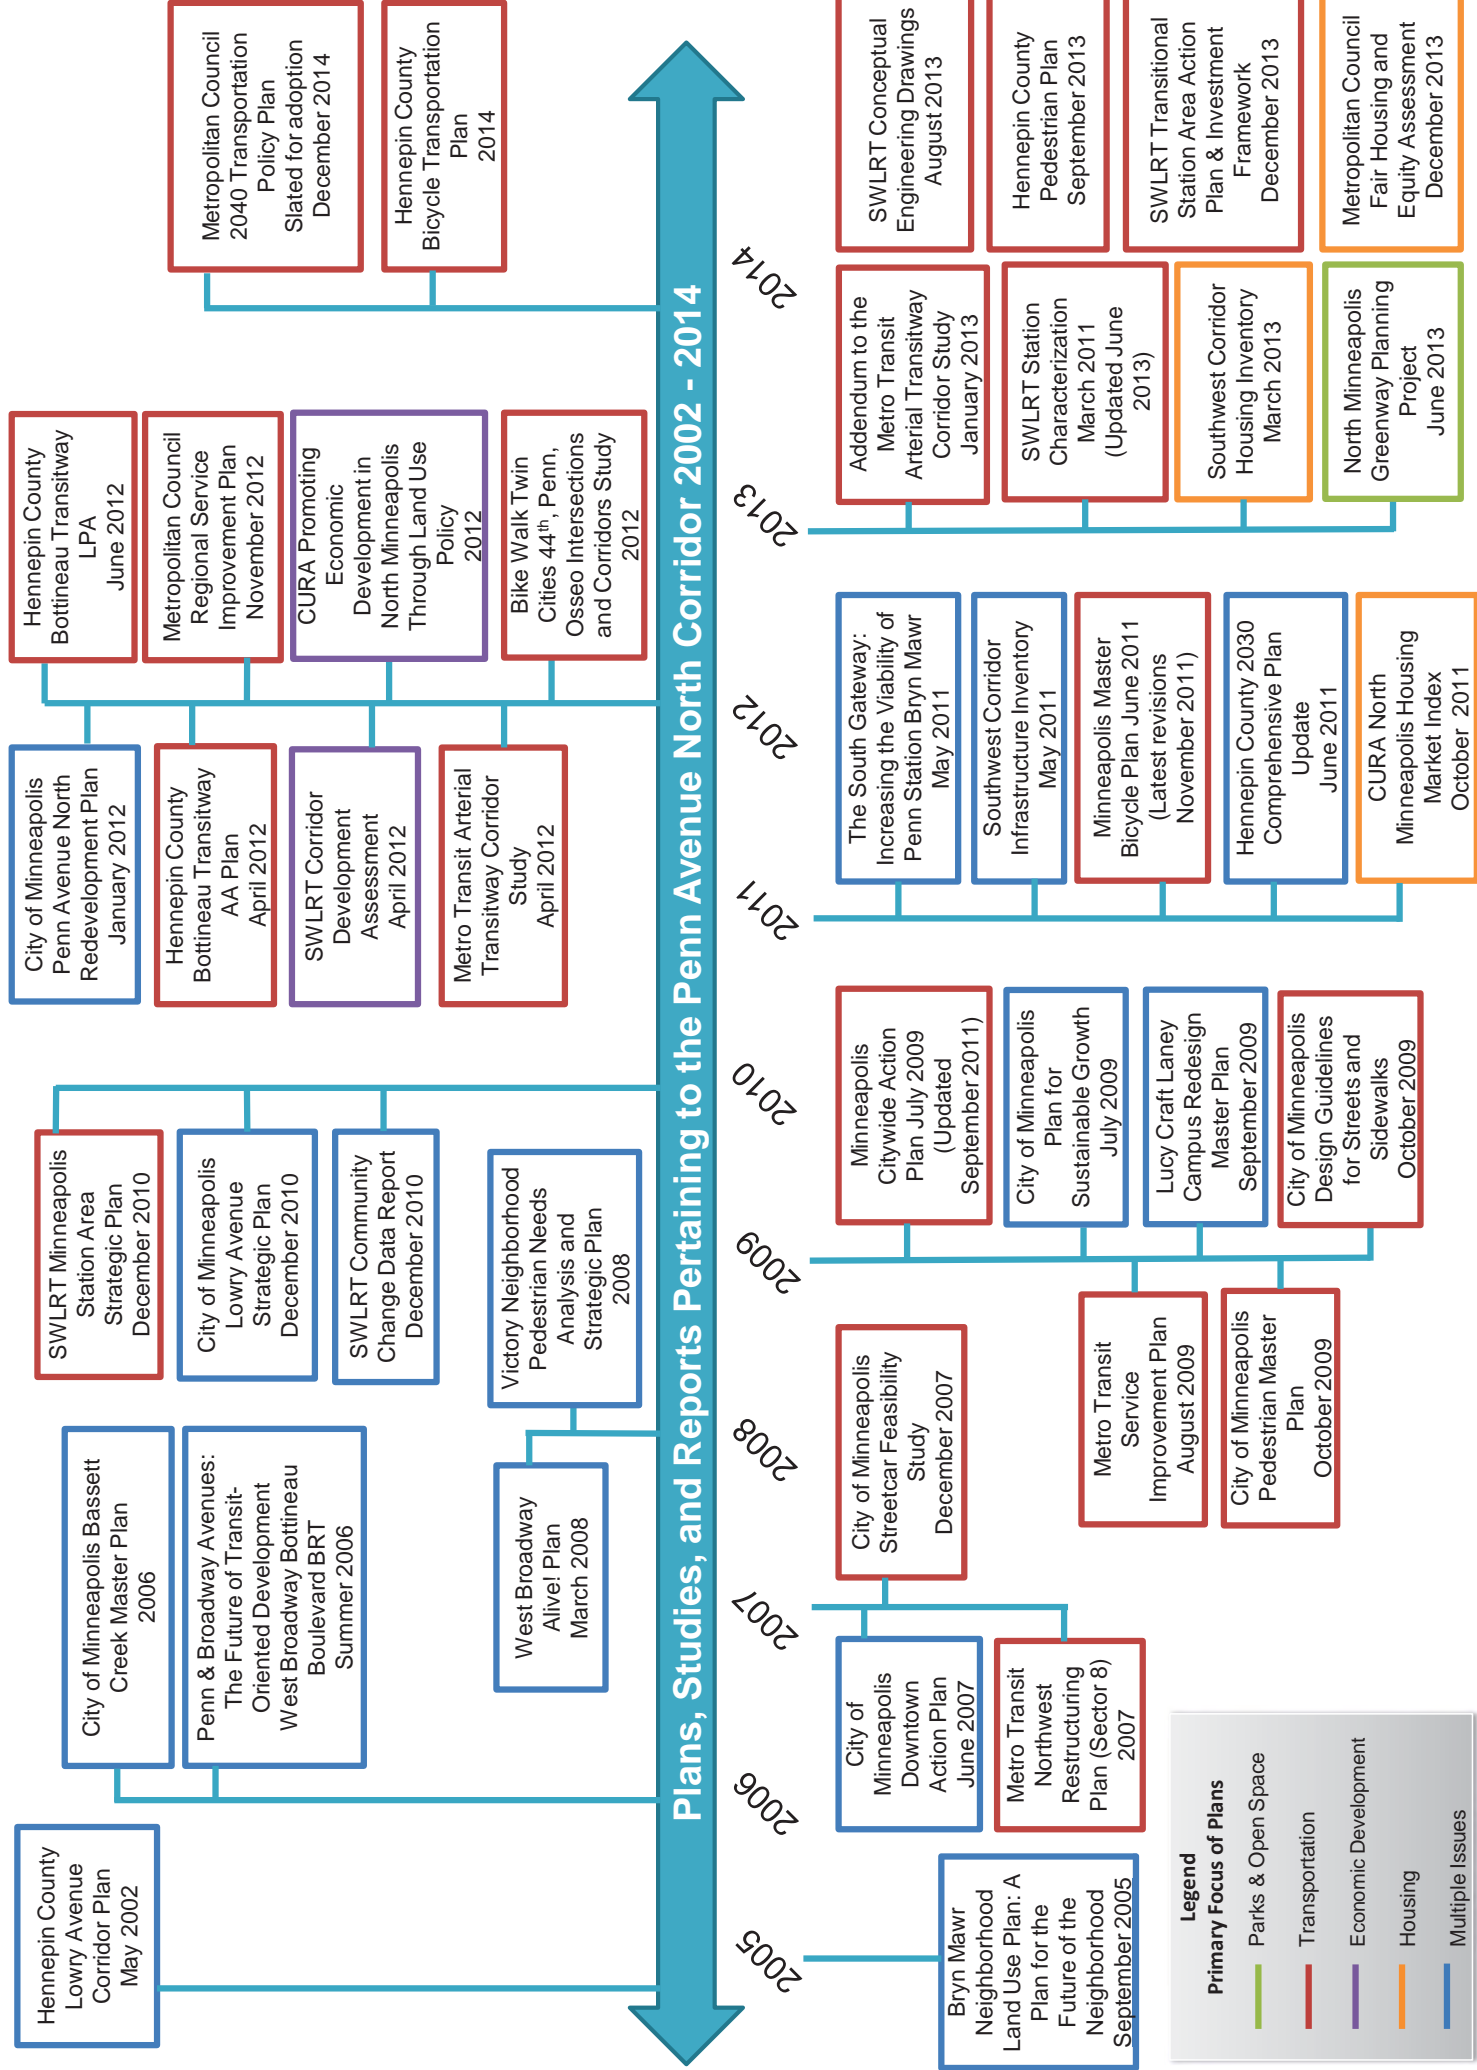 Hennepin County
Lowry Avenue
Corridor Plan
May 2002
City of Minneapolis Bassett
Creek Master Plan
2006
Penn & Broadway Avenues:
The Future of Transit-
Oriented Development
West Broadway Bottineau
Boulevard BRT
Summer 2006
West Broadway
Alive! Plan
March 2008
Victory Neighborhood
Pedestrian Needs
Analysis and
Strategic Plan
2008
SWLRT Minneapolis
Station Area
Strategic Plan
December 2010
City of Minneapolis
Lowry Avenue
Strategic Plan
December 2010
SWLRT Community
Change Data Report
December 2010
City of Minneapolis
Penn Avenue North
Redevelopment Plan
January 2012
Hennepin County
Bottineau Transitway
AA Plan
April 2012
SWLRT Corridor
Development
Assessment
April 2012
Metro Transit Arterial
Transitway Corridor
Study
April 2012
Hennepin County
Bottineau Transitway
LPA
June 2012
Metropolitan Council
Regional Service
Improvement Plan
November 2012
CURA Promoting
Economic
Development in
North Minneapolis
Through Land Use
Policy
2012
Bike Walk Twin
Cities 44th, Penn,
Osseo Intersections
and Corridors Study
2012
Metropolitan Council
2040 Transportation
Policy Plan
Slated for adoption
December 2014
Hennepin County
Bicycle Transportation
Plan
2014
Plans, Studies, and Reports Pertaining to the Penn Avenue North Corridor 2002 - 2014
2005
2006
2007
2008
2009
2010
2011
2012
2013
2014
Bryn Mawr
Neighborhood
Land Use Plan: A
Plan for the
Future of the
Neighborhood
September 2005
City of
Minneapolis
Downtown
Action Plan
June 2007
Metro Transit
Northwest
Restructuring
Plan (Sector 8)
2007
City of Minneapolis
Streetcar Feasibility
Study
December 2007
Metro Transit
Service
Improvement Plan
August 2009
City of Minneapolis
Pedestrian Master
Plan
October 2009
Minneapolis
Citywide Action
Plan July 2009
(Updated
September 2011)
City of Minneapolis
Plan for
Sustainable Growth
July 2009
Lucy Craft Laney
Campus Redesign
Master Plan
September 2009
City of Minneapolis
Design Guidelines
for Streets and
Sidewalks
October 2009
The South Gateway:
Increasing the Viability of
Penn Station Bryn Mawr
May 2011
Southwest Corridor
Infrastructure Inventory
May 2011
Minneapolis Master
Bicycle Plan June 2011
(Latest revisions
November 2011)
Hennepin County 2030
Comprehensive Plan
Update
June 2011
CURA North
Minneapolis Housing
Market Index
October 2011
Addendum to the
Metro Transit
Arterial Transitway
Corridor Study
January 2013
SWLRT Station
Characterization
March 2011
(Updated June
2013)
Southwest Corridor
Housing Inventory
March 2013
North Minneapolis
Greenway Planning
Project
June 2013
SWLRT Conceptual
Engineering Drawings
August 2013
Hennepin County
Pedestrian Plan
September 2013
SWLRT Transitional
Station Area Action
Plan & Investment
Framework
December 2013
Metropolitan Council
Fair Housing and
Equity Assessment
December 2013
Legend
Primary Focus of Plans
Parks & Open Space
Transportation
Economic Development
Housing
Multiple Issues